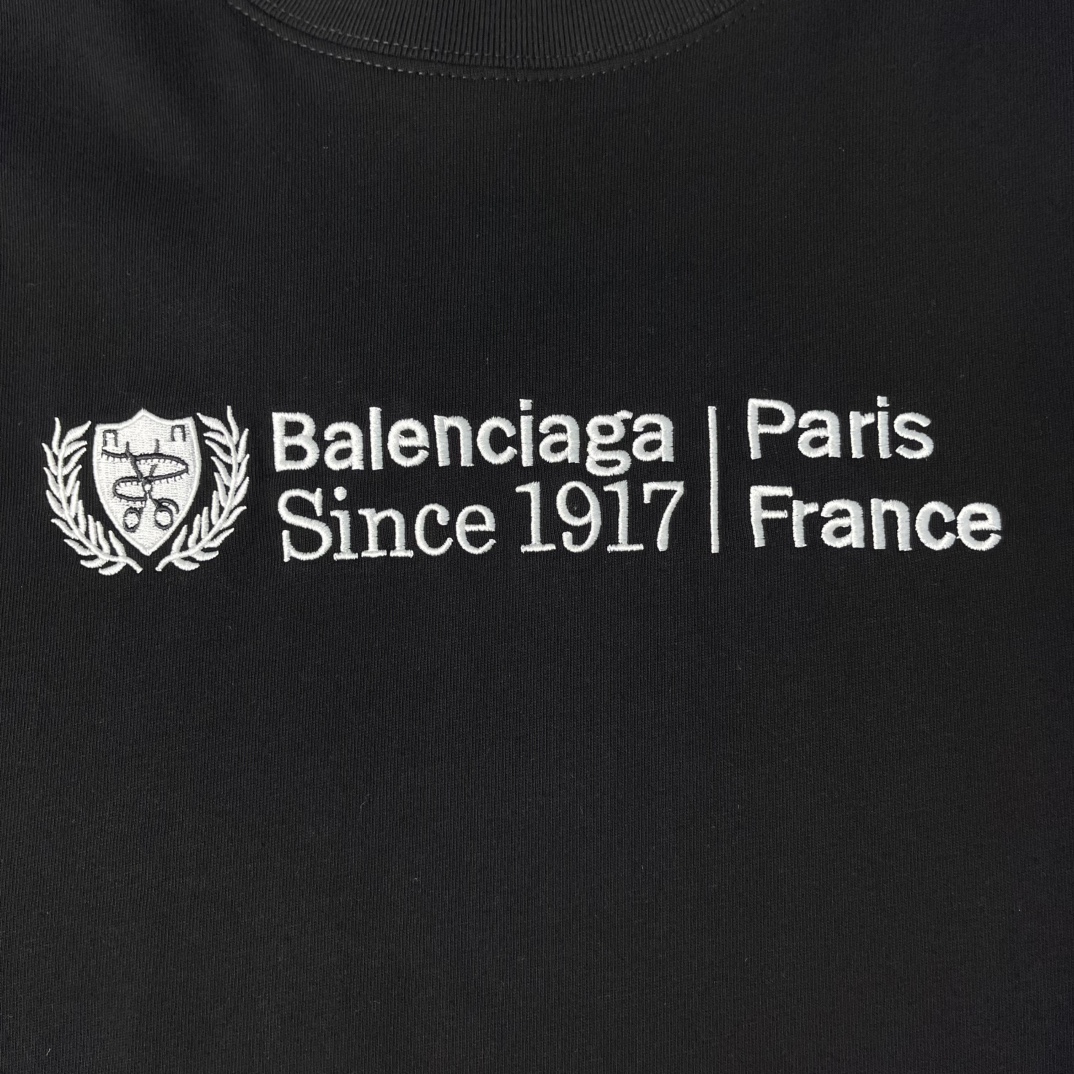 Balenciaga
Since 1917
Paris
France